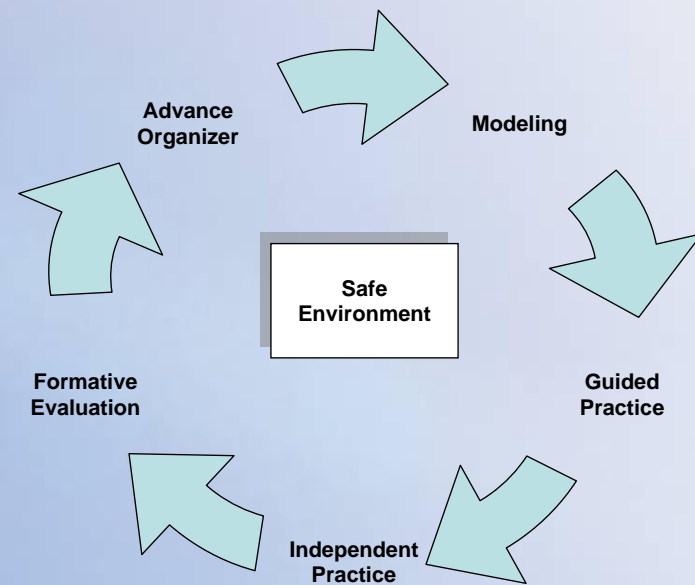 Advance
Organizer
Modeling
Safe
Environment
Formative
Evaluation
Guided
Practice
Independent
Practice